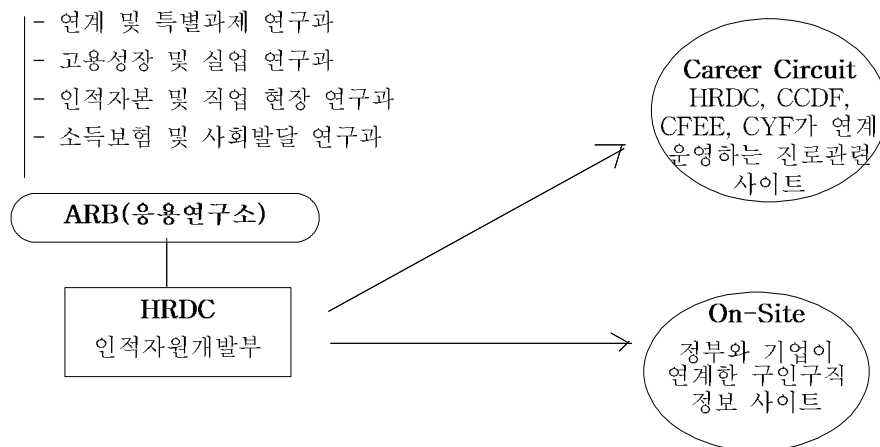 - 연계 및 특별과제 연구과
- 고용성장 및 실업 연구과
- 인적자본 및 직업 현장 연구과
- 소득보험 및 사회발달 연구과
ARB(응용연구소)
HRDC
인적자원개발부
Career Circuit
HRDC, CCDF,
CFEE, CYF가 연계
운영하는 진로관련
사이트
On-Site
정부와 기업이
연계한 구인구직
정보 사이트